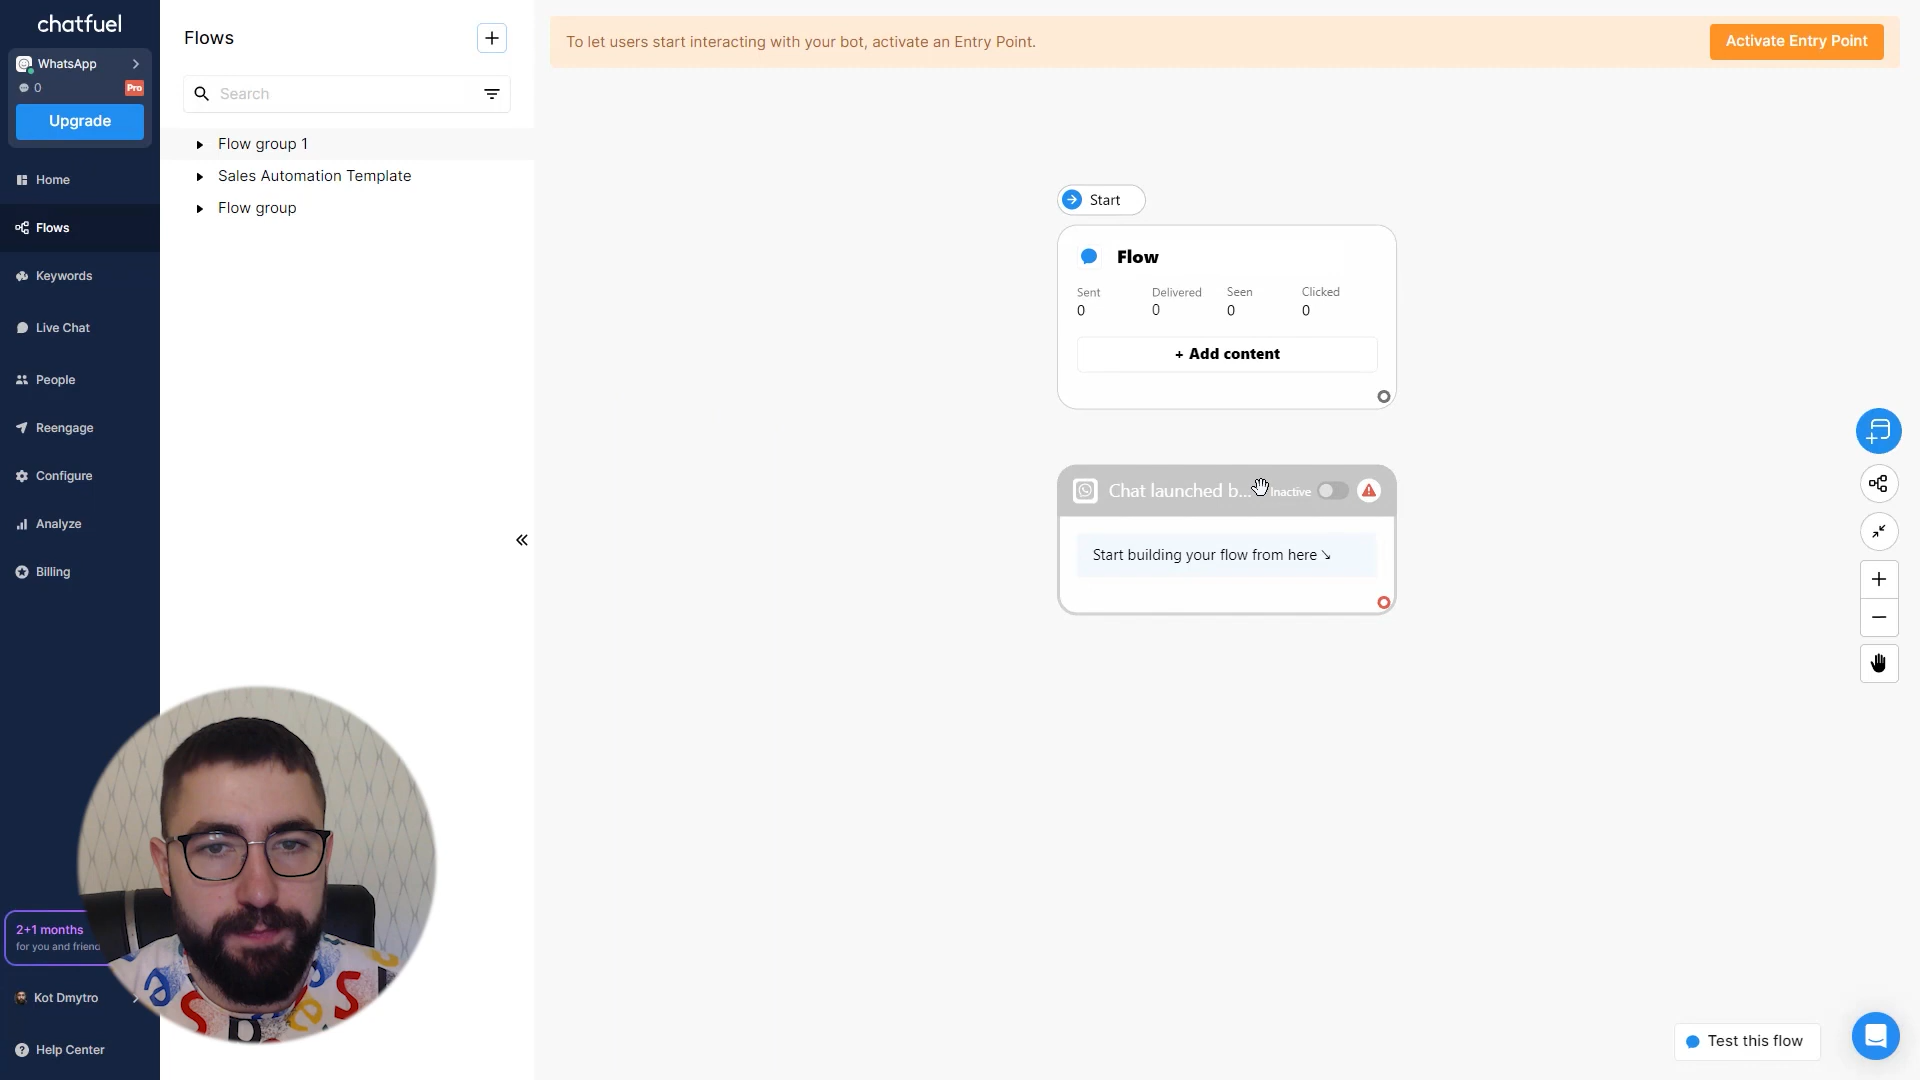 chatfuel
WhatsApp
0
Pro
Upgrade
Home
Flows
Keywords
Live Chat
People
Reengage
Configure
Analyze
Billing
2+1 months
for you and frien
Kot Dmytro
Help Center
Flows
Search
Flow group 1
Sales Automation Template
Flow group
To let users start interacting with your bot, activate an Entry Point.
Activate Entry Point
Start
Flow
Sent Delivered Seen Clicked
0 0 0 0
+ Add content
Chat launched b... Inactive
Start building your flow from here ↘
Test this flow